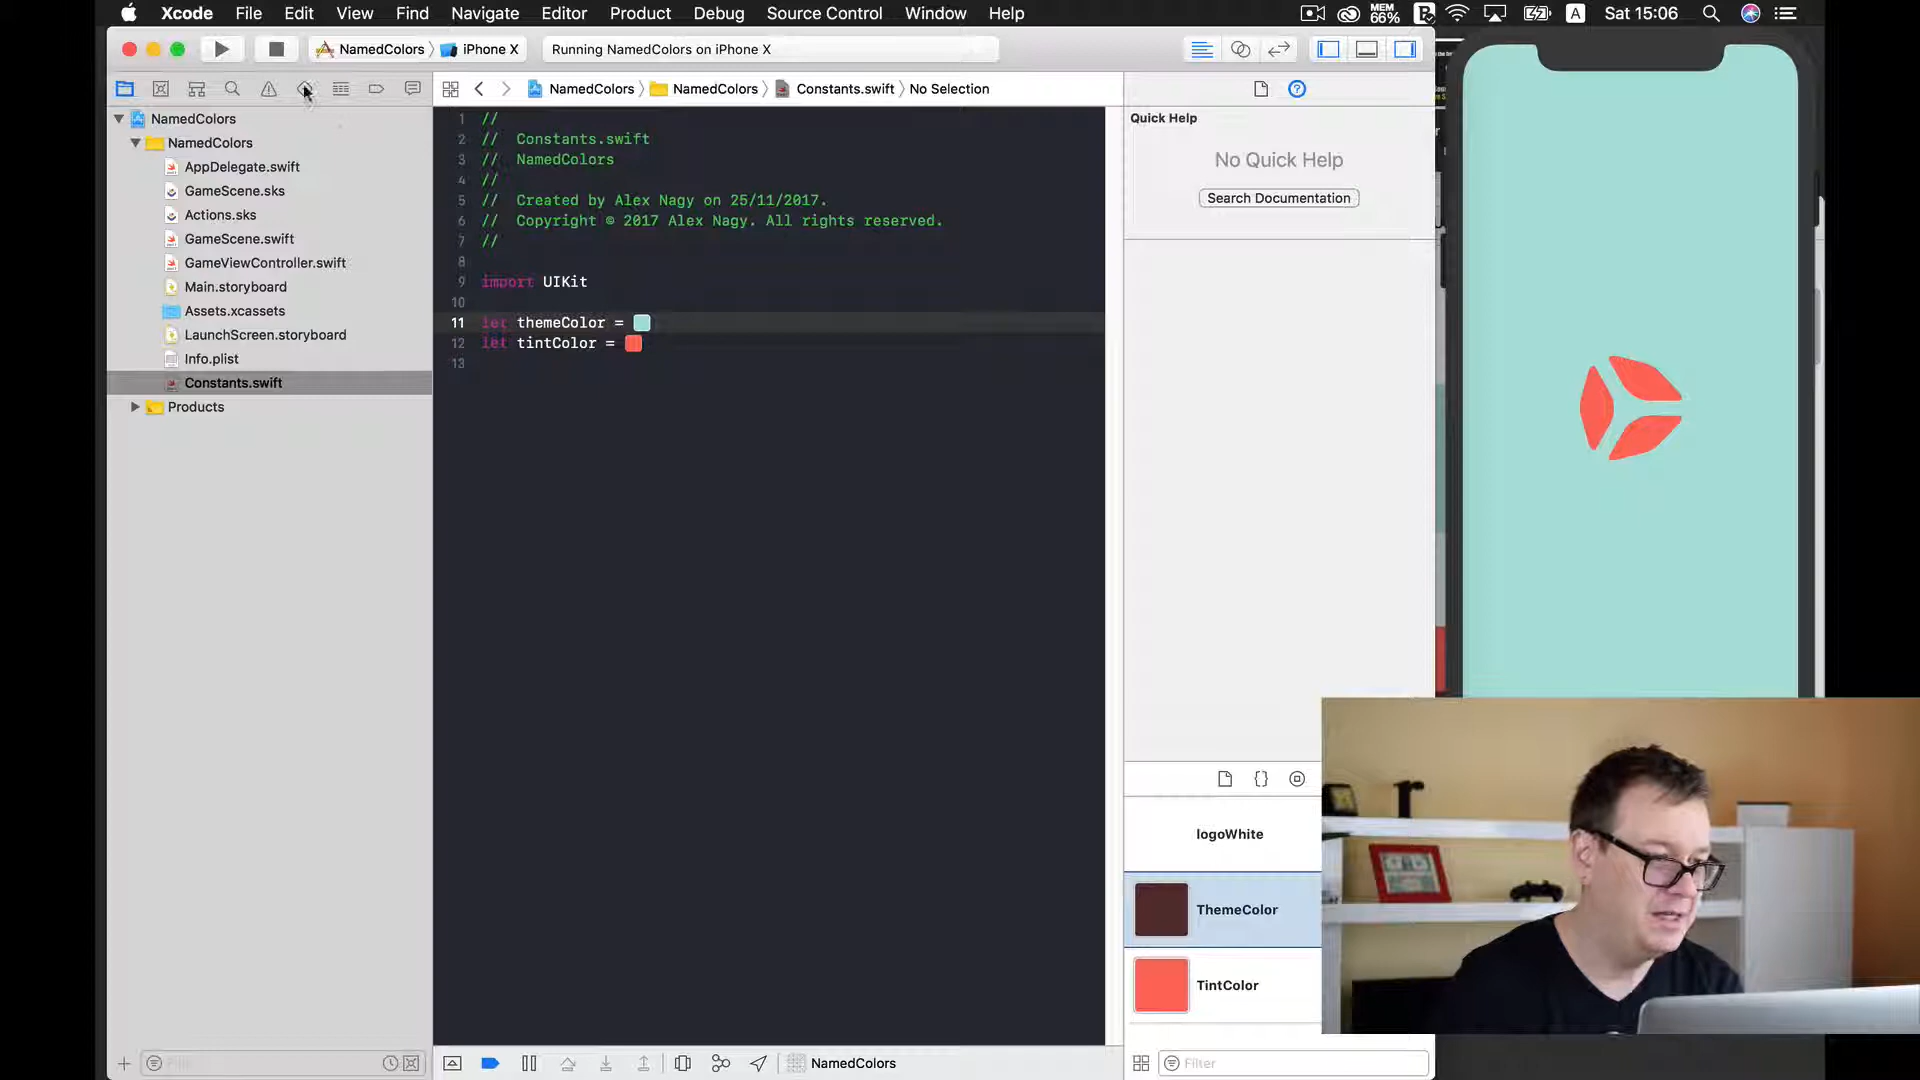 Xcode File Edit View Find Navigate Editor Product Debug Source Control Window Help MEM 66% A Sat 15:06
NamedColors iPhone X Running NamedColors on iPhone X
NamedColors NamedColors Constants.swift No Selection
NamedColors
NamedColors
AppDelegate.swift
GameScene.sks
Actions.sks
GameScene.swift
GameViewController.swift
Main.storyboard
Assets.xcassets
LaunchScreen.storyboard
Info.plist
Constants.swift
Products
Filter
1 //
2 // Constants.swift
3 // NamedColors
4 //
5 // Created by Alex Nagy on 25/11/2017.
6 // Copyright © 2017 Alex Nagy. All rights reserved.
7 //
8
9 import UIKit
10
11 let themeColor =
12 let tintColor =
13
NamedColors
Quick Help
No Quick Help
Search Documentation
{}
logoWhite
ThemeColor
TintColor
Filter